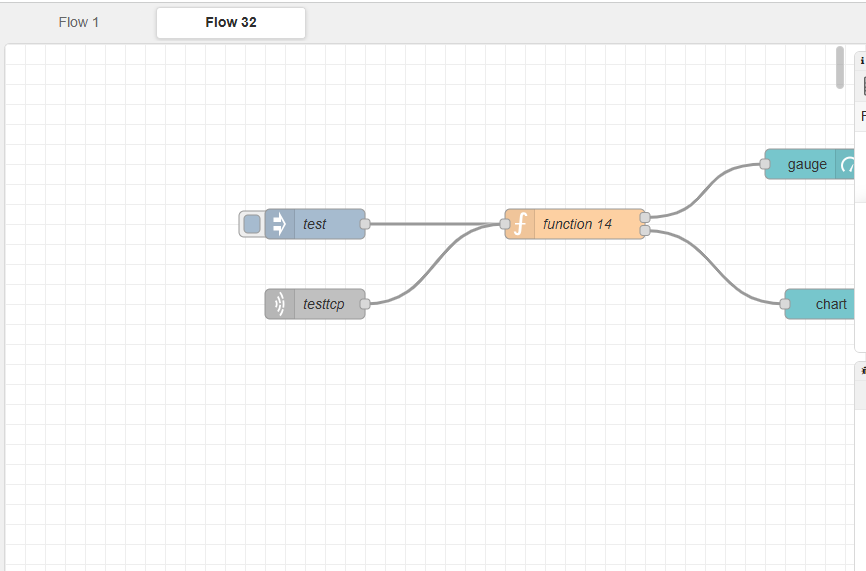 Flow 1
Flow 32
gauge
test
function 14
testtcp
chart